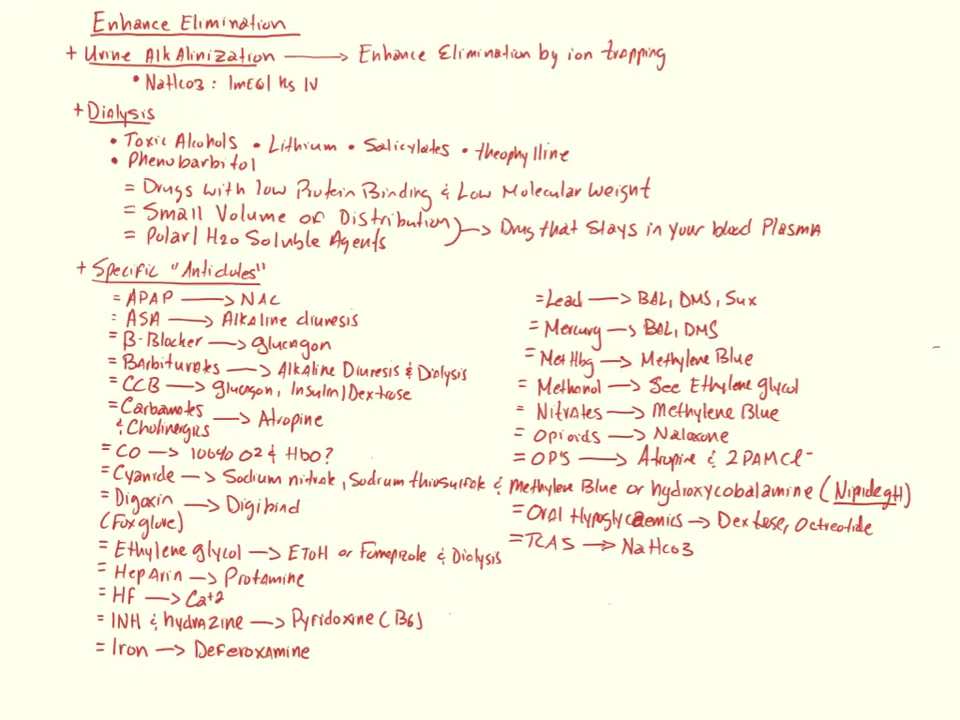 Enhance Elimination
+ Urine Alkalinization → Enhance Elimination by ion trapping
• NaHco3 : 1mEq/kg IV
+ Dialysis
• Toxic Alcohols • Lithium • Salicylates • theophylline
• Phenobarbitol
= Drugs with low Protein Binding & Low Molecular Weight
= Small Volume of Distribution
= Polar/H2o Soluble Agents
→ Drug that stays in your blood Plasma
+ Specific "Antidotes"
= APAP → NAC
= ASA → Alkaline diuresis
= β-Blocker → glucagon
= Barbiturates → Alkaline Diuresis & Dialysis
= CCB → glucagon, Insulin/Dextrose
= Carbamates
& Cholinergics → Atropine
= CO → 100% O2 & HBO?
= Cyanide → Sodium nitrate, Sodium thiosulfate & Methylene Blue or hydroxycobalamine (NipidegH)
= Digoxin → Digibind
(Foxglove)
= Ethylene glycol → ETOH or Fomepizole & Dialysis
= Heparin → Protamine
= HF → Ca+2
= INH & hydrazine → Pyridoxine (B6)
= Iron → Deferoxamine
= Lead → BAL, DMS, Sux
= Mercury → BAL, DMS
= MetHbg → Methylene Blue
= Methanol → See Ethylene glycol
= Nitrates → Methylene Blue
= Opioids → Naloxone
= OP'S → Atropine & 2PAMCl-
= Oral Hypoglycaemics → Dextose, Octreotide
= TCAS → NaHco3